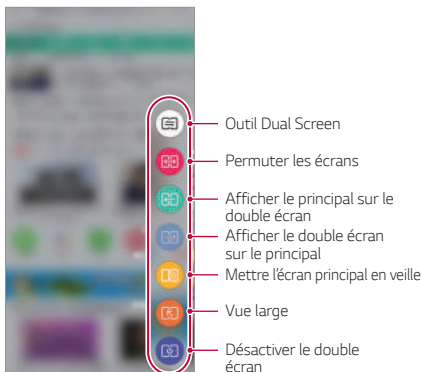 Outil Dual Screen
Permuter les écrans
Afficher le principal sur le
double écran
Afficher le double écran
sur le principal
Mettre l'écran principal en veille
Vue large
Désactiver le double
écran